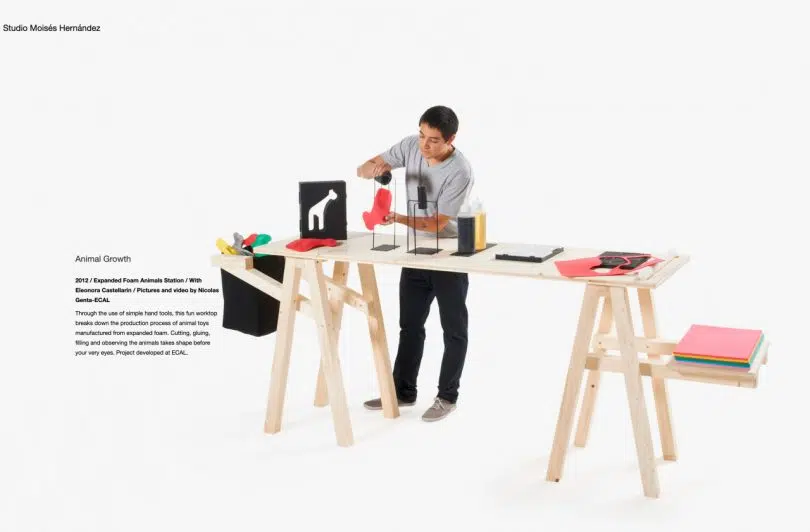 Studio Moisés Hernández
Animal Growth
2012 / Expanded Foam Animals Station / With
Eleonora Castellarin / Pictures and video by Nicolas
Genta-ECAL
Through the use of simple hand tools, this fun worktop
breaks down the production process of animal toys
manufactured from expanded foam. Cutting, gluing,
filling and observing the animals takes shape before
your very eyes. Project developed at ECAL.